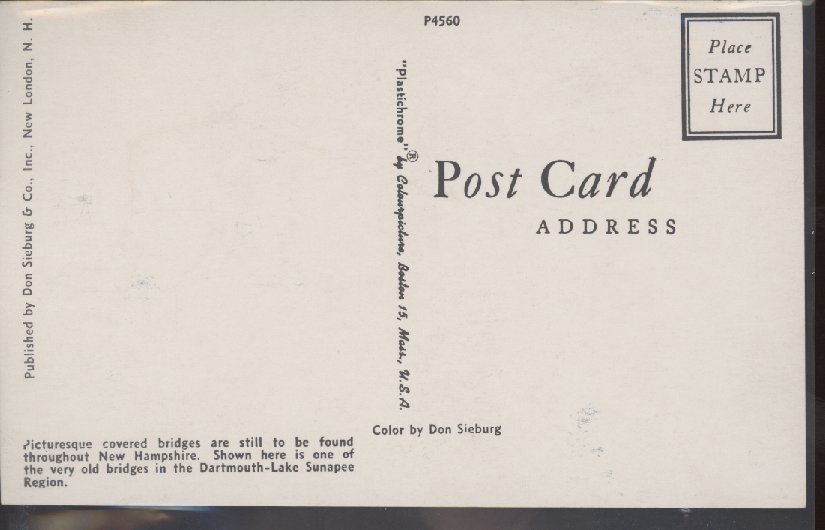 P4560
Place
STAMP
Here
Published by Don Sieburg & Co., Inc., New London, N. H.
"Plastichrome"® by Colourpicture, Boston 15, Mass., U.S.A.
Post Card
ADDRESS
Color by Don Sieburg
Picturesque covered bridges are still to be found
throughout New Hampshire. Shown here is one of
the very old bridges in the Dartmouth-Lake Sunapee
Region.